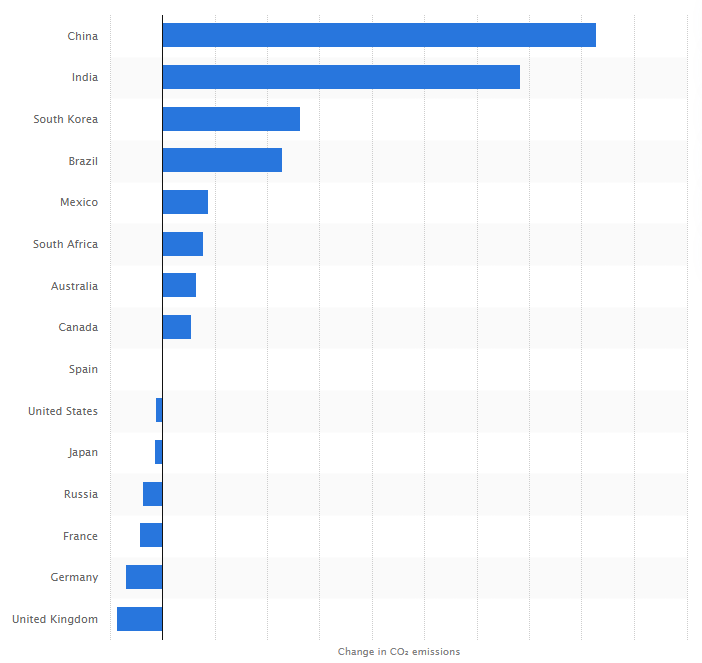 China
India
South Korea
Brazil
Mexico
South Africa
Australia
Canada
Spain
United States
Japan
Russia
France
Germany
United Kingdom
Change in CO₂ emissions